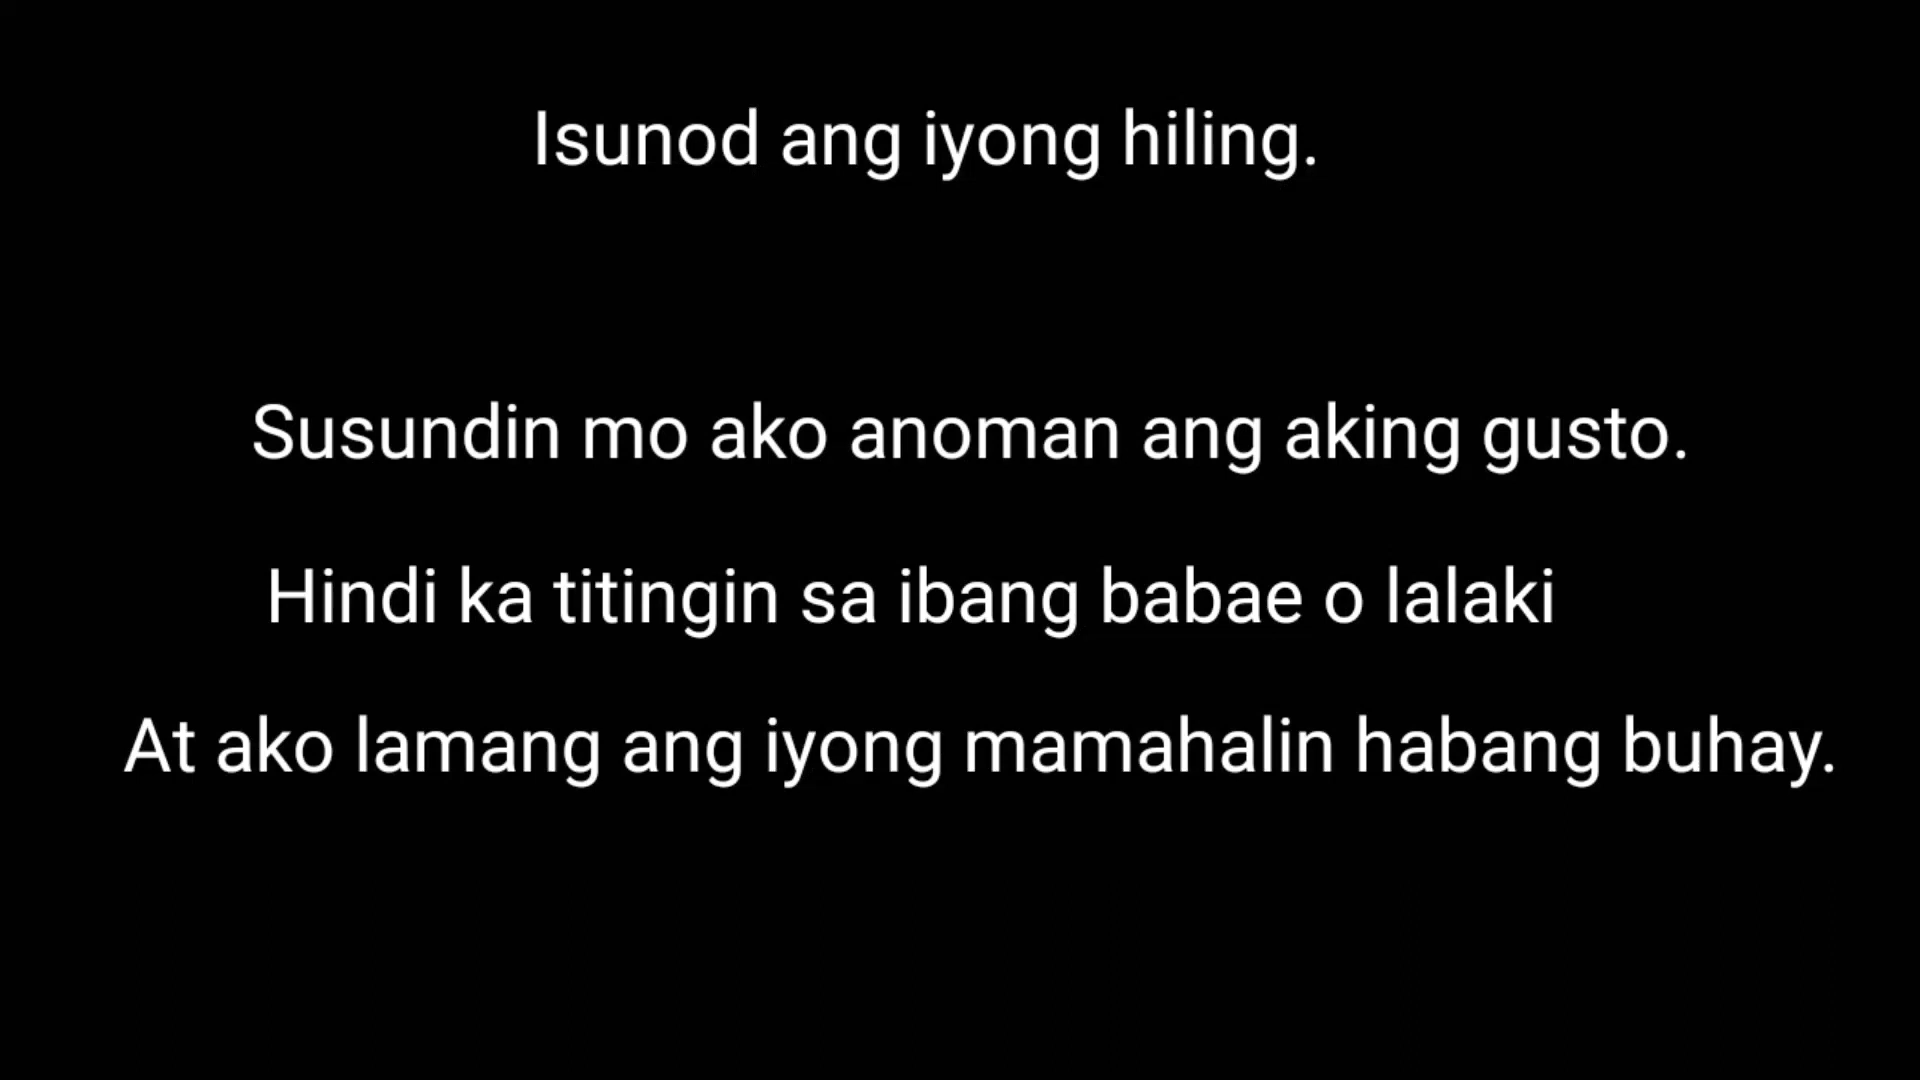 Isunod ang iyong hiling.
Susundin mo ako anoman ang aking gusto.
Hindi ka titingin sa ibang babae o lalaki
At ako lamang ang iyong mamahalin habang buhay.